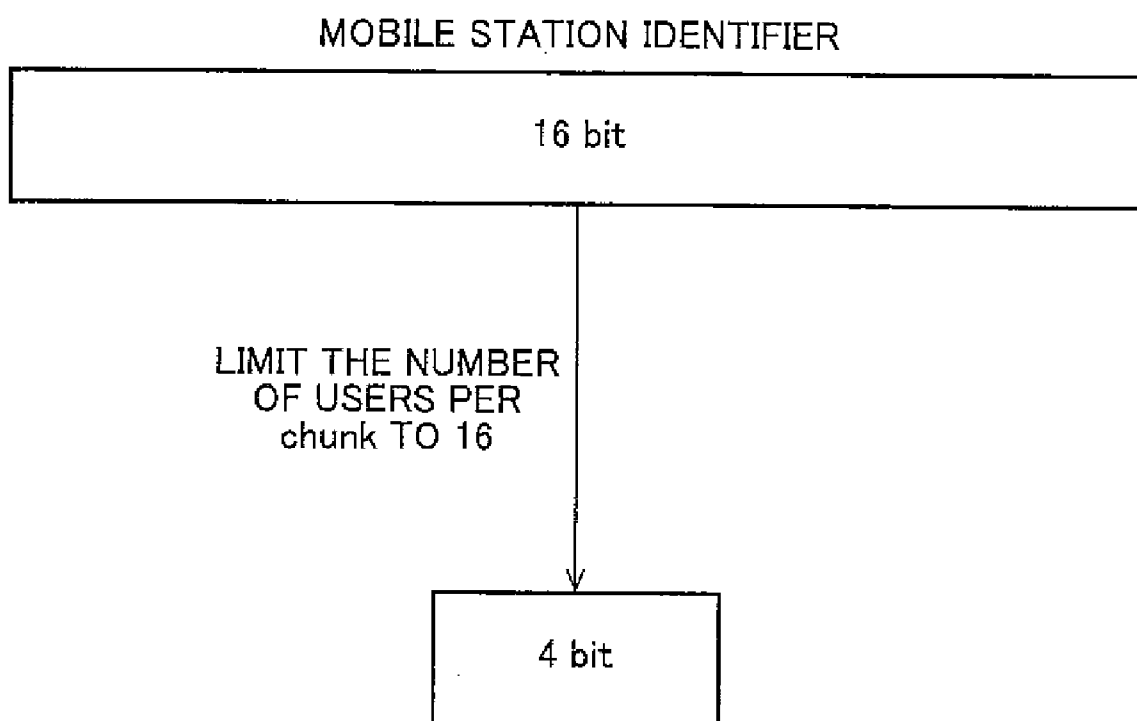 MOBILE STATION IDENTIFIER
16 bit
LIMIT THE NUMBER
OF USERS PER
chunk TO 16
4 bit